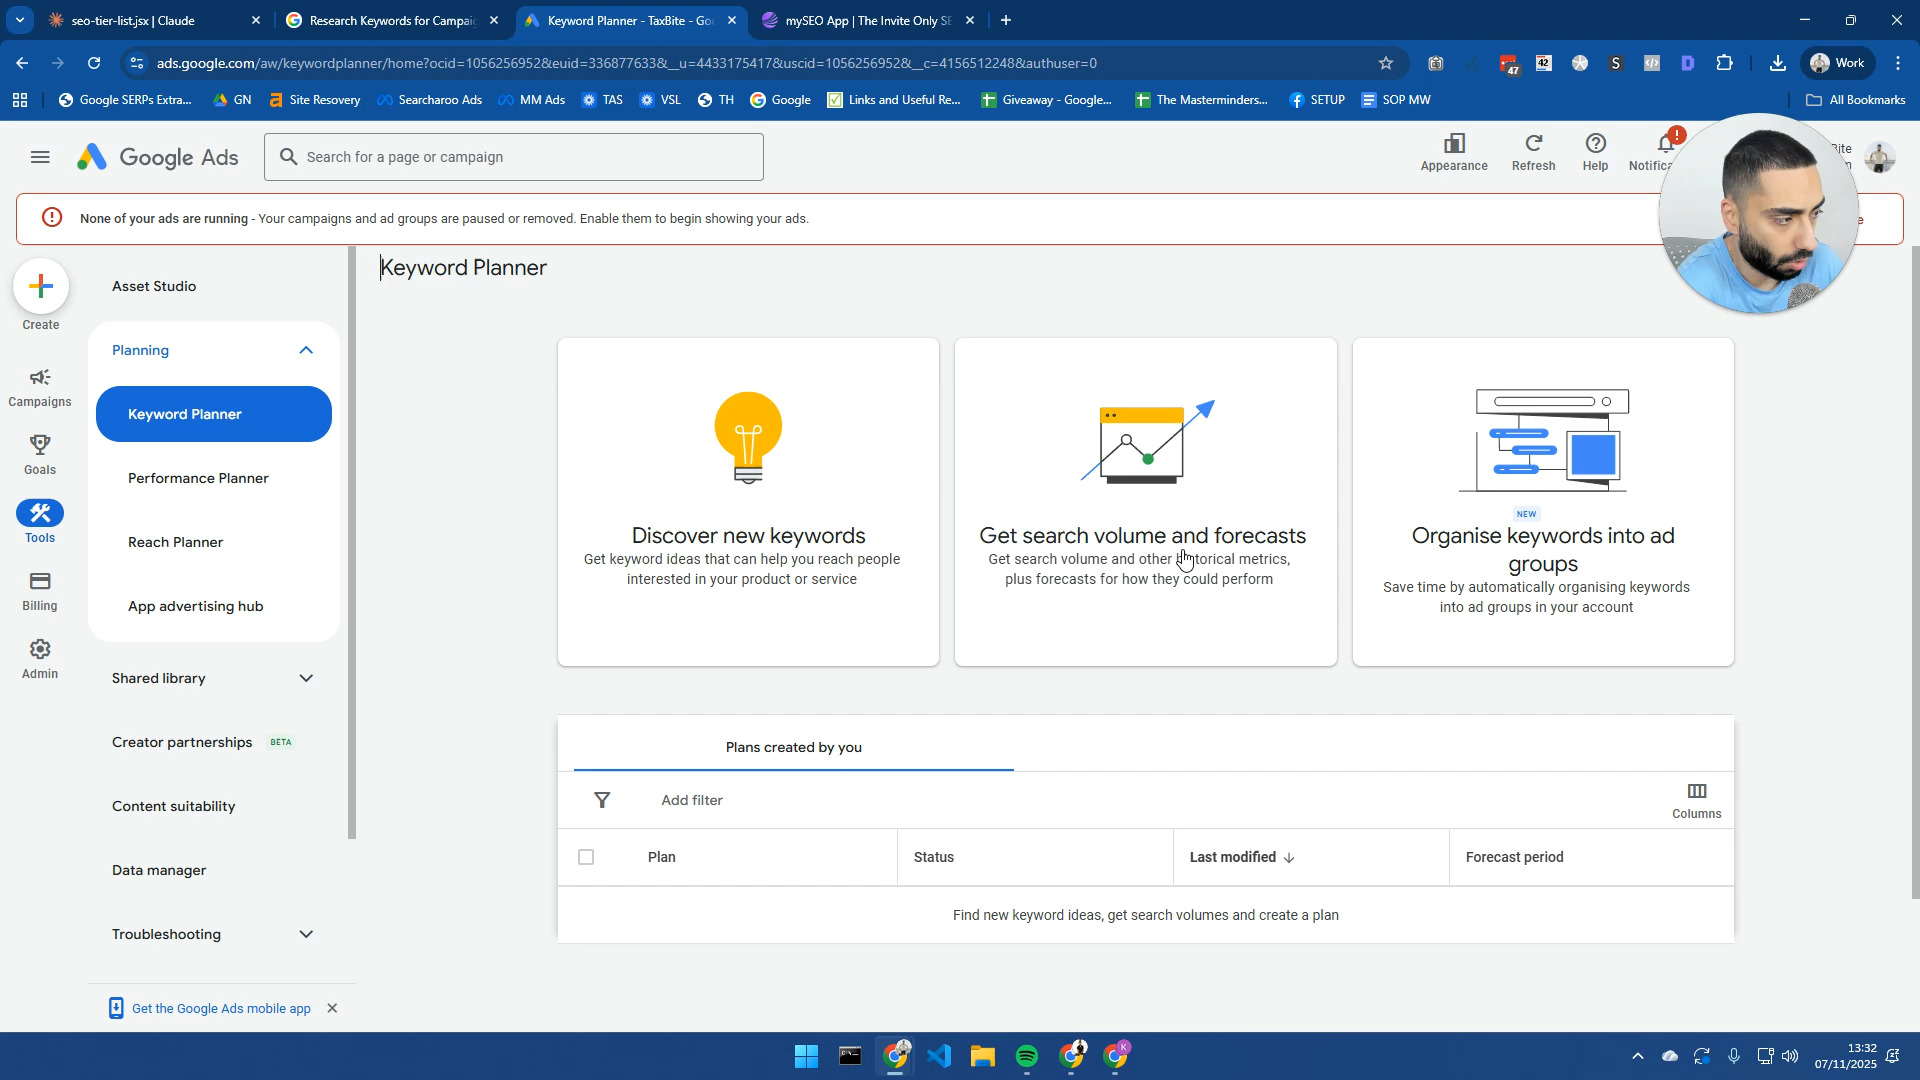 seo-tier-list.jsx | Claude
Research Keywords for Campai
Keyword Planner - TaxBite - Go
mySEO App | The Invite Only SE
ads.google.com/aw/keywordplanner/home?ocid=1056256952&euid=336877633&__u=4433175417&uscid=1056256952&__c=4156512248&authuser=0
47
42
S
D
Work
Google SERPs Extra...
GN
Site Recovery
Searcharoo Ads
MM Ads
TAS
VSL
TH
Google
Links and Useful Re...
Giveaway - Google...
The Masterminders...
SETUP
SOP MW
All Bookmarks
Google Ads
Search for a page or campaign
Appearance
Refresh
Help
Notifica
None of your ads are running - Your campaigns and ad groups are paused or removed. Enable them to begin showing your ads.
Create
Campaigns
Goals
Tools
Billing
Admin
Asset Studio
Planning
Keyword Planner
Performance Planner
Reach Planner
App advertising hub
Shared library
Creator partnerships BETA
Content suitability
Data manager
Troubleshooting
Get the Google Ads mobile app
Keyword Planner
Discover new keywords
Get keyword ideas that can help you reach people
interested in your product or service
Get search volume and forecasts
Get search volume and other historical metrics,
plus forecasts for how they could perform
NEW
Organise keywords into ad
groups
Save time by automatically organising keywords
into ad groups in your account
Plans created by you
Add filter
Columns
Plan
Status
Last modified
Forecast period
Find new keyword ideas, get search volumes and create a plan
K
13:32
07/11/2025